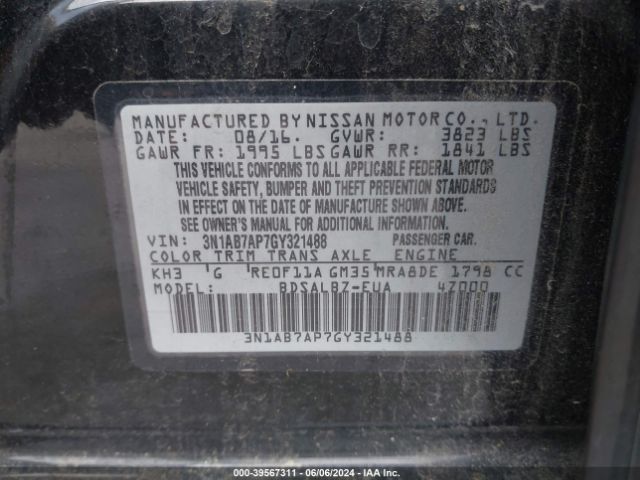 MANUFACTURED BY NISSAN MOTOR CO., LTD.
DATE: 08/16. GVWR: 3823 LBS
GAWR FR: 1995 LBS GAWR RR: 1841 LBS
THIS VEHICLE CONFORMS TO ALL APPLICABLE FEDERAL MOTOR
VEHICLE SAFETY, BUMPER AND THEFT PREVENTION STANDARDS
IN EFFECT ON THE DATE OF MANUFACTURE SHOWN ABOVE.
SEE OWNER'S MANUAL FOR ADDITIONAL INFORMATION.
VIN: 3N1AB7AP7GY321488 PASSENGER CAR.
COLOR TRIM TRANS AXLE ENGINE
KH3 G RE0F11A GM35 MRA8DE 1798 CC
MODEL: BDSALBZ-EUA 4Z000
3N1AB7AP7GY321488
000-39567311 - 06/06/2024 - IAA Inc.